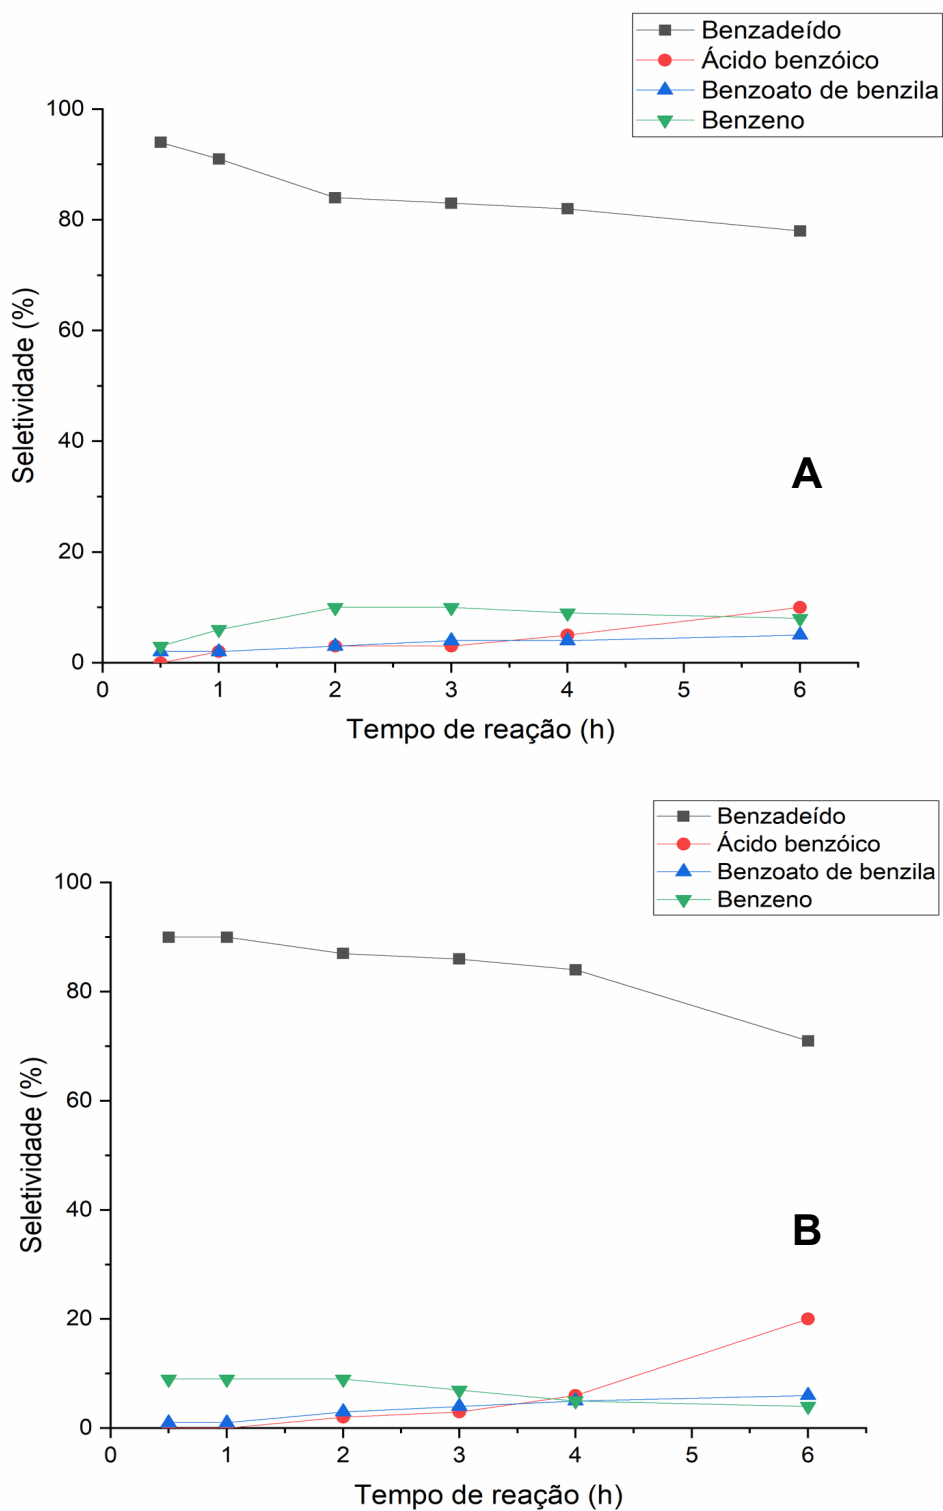 Benzadeído
Ácido benzóico
Benzoato de benzila
Benzeno
100
80
60
40
20
0
Seletividade (%)
A
0 1 2 3 4 5 6
Tempo de reação (h)
Benzadeído
Ácido benzóico
Benzoato de benzila
Benzeno
100
80
60
40
20
0
Seletividade (%)
B
0 1 2 3 4 5 6
Tempo de reação (h)